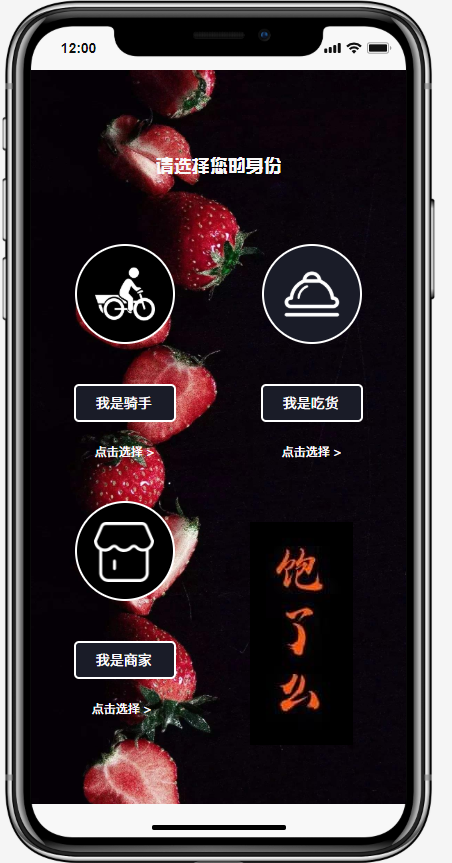 12:00
请选择您的身份
我是骑手
我是吃货
点击选择 >
点击选择 >
我是商家
点击选择 >
饱
了
么